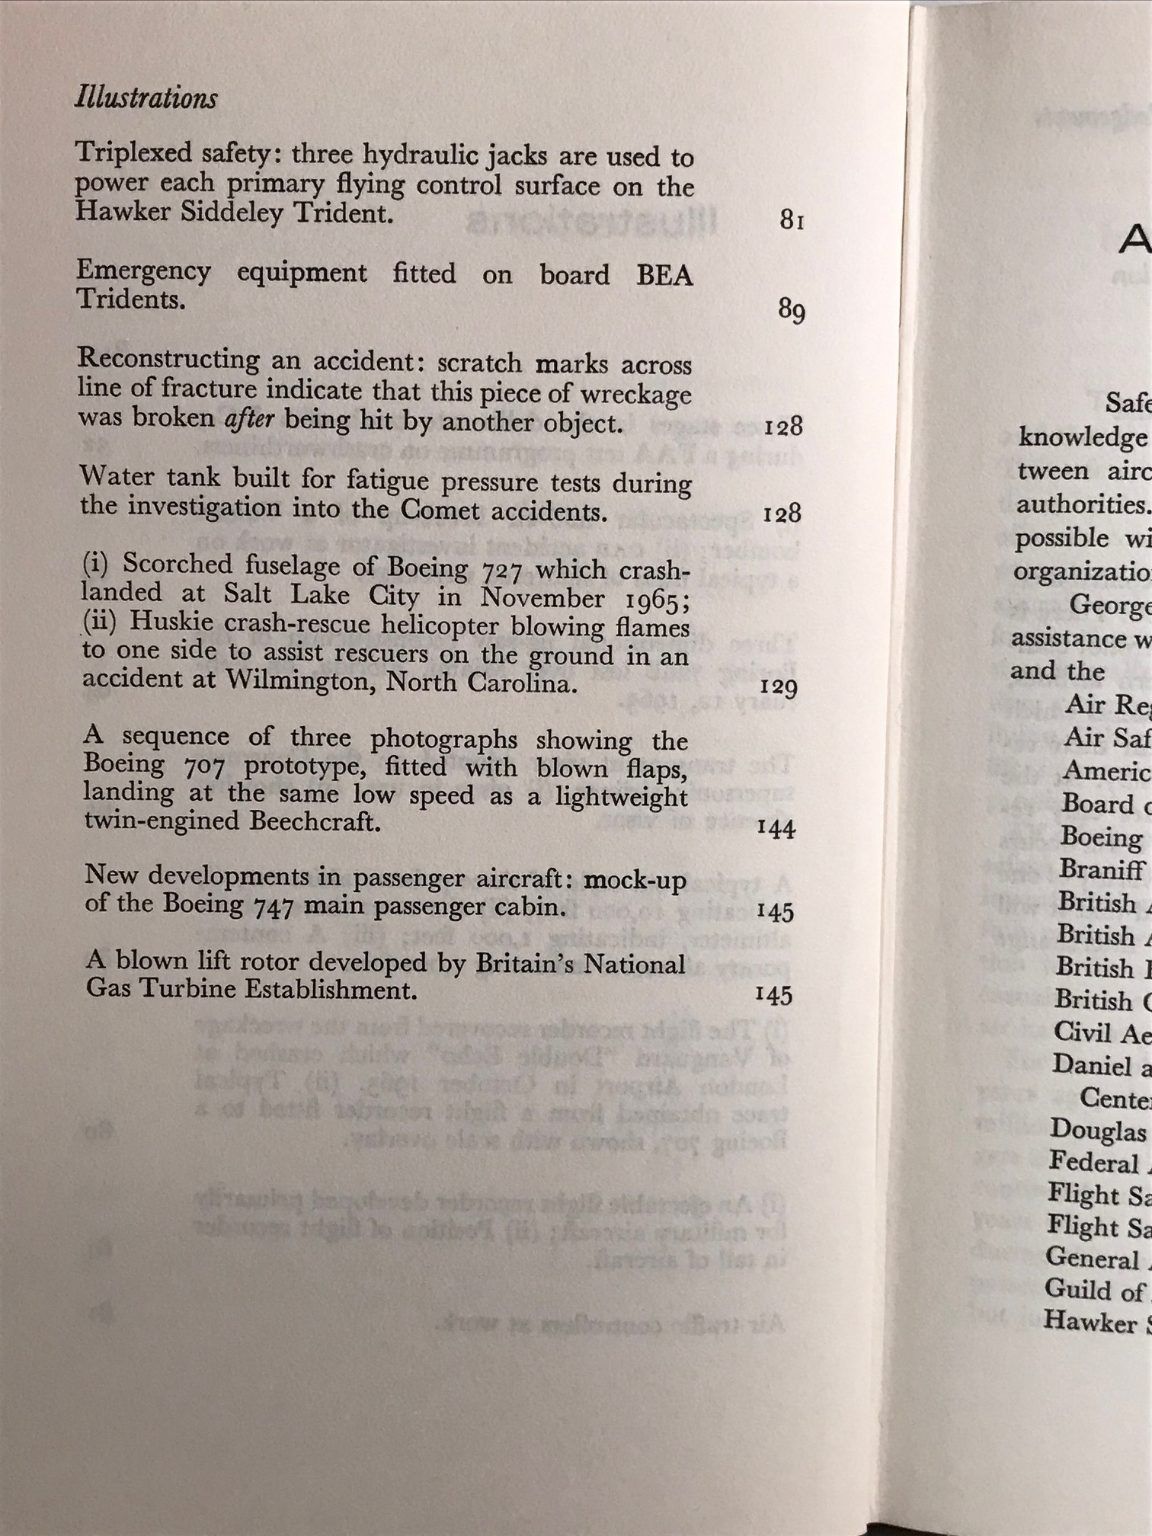 Illustrations
Triplexed safety: three hydraulic jacks are used to
power each primary flying control surface on the
Hawker Siddeley Trident. 81
Emergency equipment fitted on board BEA
Tridents. 89
Reconstructing an accident: scratch marks across
line of fracture indicate that this piece of wreckage
was broken after being hit by another object. 128
Water tank built for fatigue pressure tests during
the investigation into the Comet accidents. 128
(i) Scorched fuselage of Boeing 727 which crash-
landed at Salt Lake City in November 1965;
(ii) Huskie crash-rescue helicopter blowing flames
to one side to assist rescuers on the ground in an
accident at Wilmington, North Carolina. 129
A sequence of three photographs showing the
Boeing 707 prototype, fitted with blown flaps,
landing at the same low speed as a lightweight
twin-engined Beechcraft. 144
New developments in passenger aircraft: mock-up
of the Boeing 747 main passenger cabin. 145
A blown lift rotor developed by Britain's National
Gas Turbine Establishment. 145
A
Safe
knowledge
tween airc
authorities.
possible wi
organizatio
George
assistance w
and the
Air Reg
Air Saf
Americ
Board o
Boeing
Braniff
British A
British A
British
British
Civil Ae
Daniel a
Center
Douglas
Federal A
Flight Sa
Flight Sa
General
Guild of
Hawker S